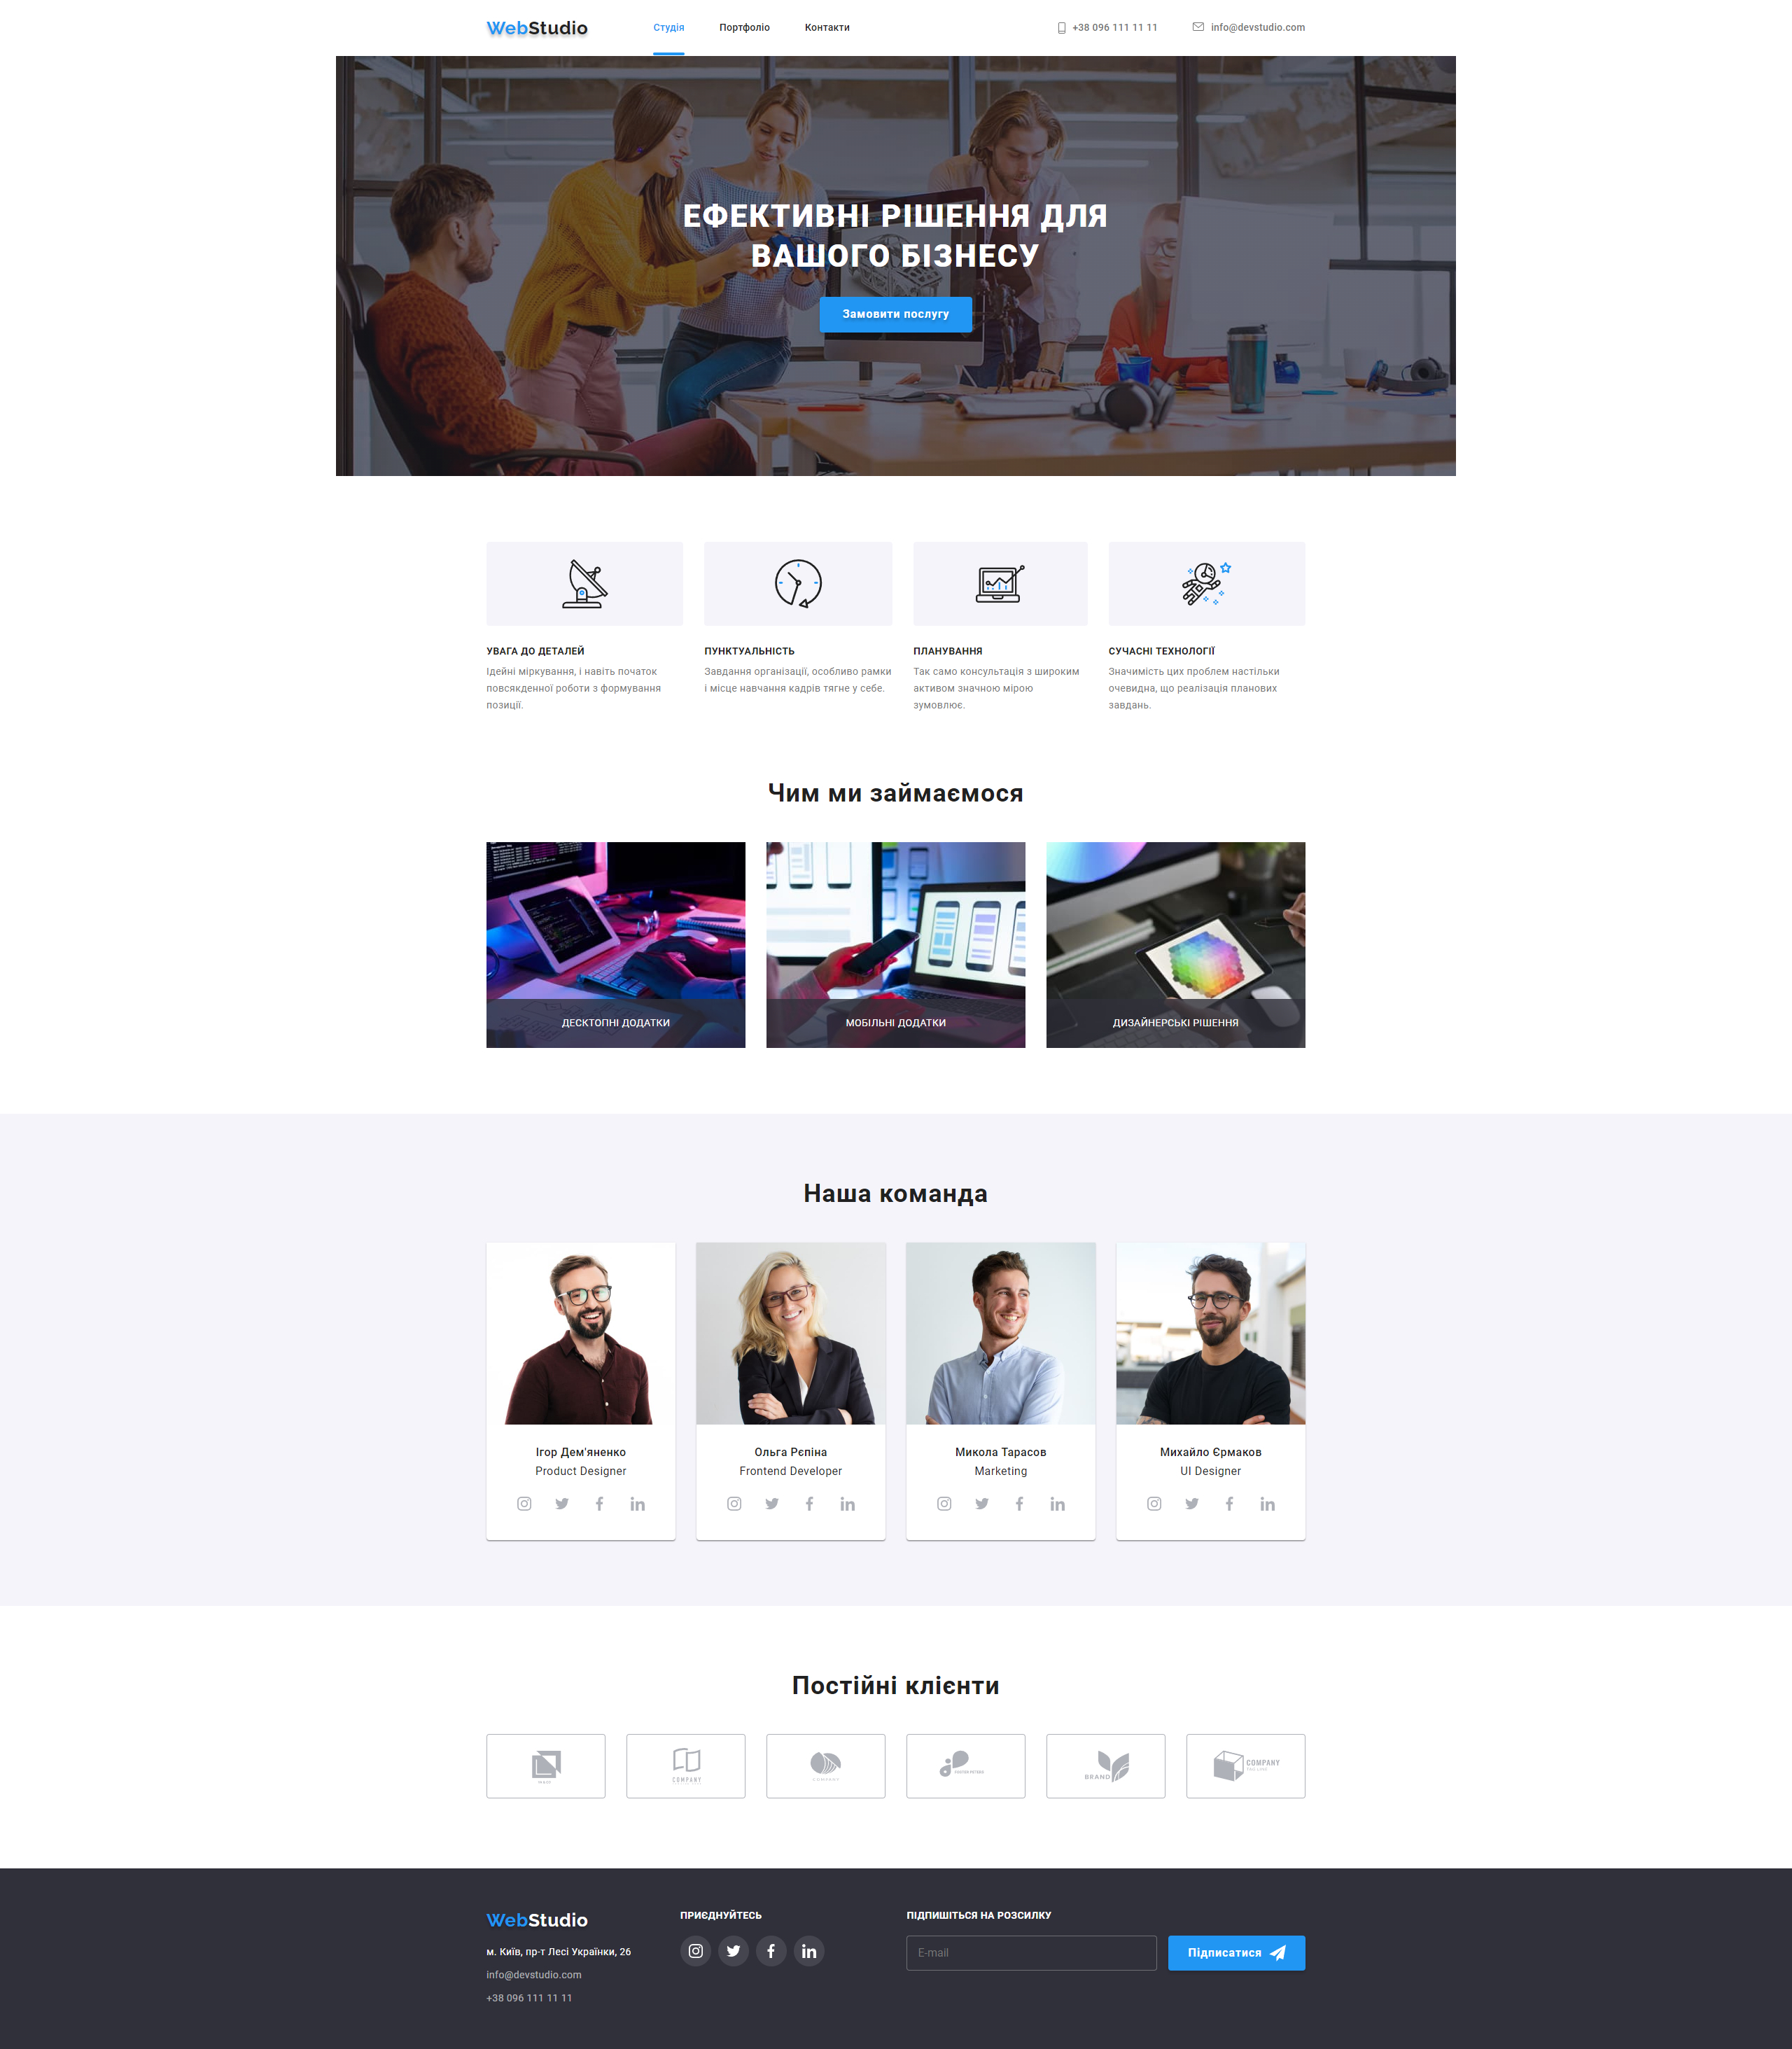 WebStudio
Студія
Портфоліо
Контакти
+38 096 111 11 11
info@devstudio.com
ЕФЕКТИВНІ РІШЕННЯ ДЛЯ
ВАШОГО БІЗНЕСУ
Замовити послугу
УВАГА ДО ДЕТАЛЕЙ
Ідейні міркування, і навіть початок
повсякденної роботи з формування
позиції.
ПУНКТУАЛЬНІСТЬ
Завдання організації, особливо рамки
і місце навчання кадрів тягне у себе.
ПЛАНУВАННЯ
Так само консультація з широким
активом значною мірою
зумовлює.
СУЧАСНІ ТЕХНОЛОГІЇ
Значимість цих проблем настільки
очевидна, що реалізація планових
завдань.
Чим ми займаємося
ДЕСКТОПНІ ДОДАТКИ
МОБІЛЬНІ ДОДАТКИ
ДИЗАЙНЕРСЬКІ РІШЕННЯ
Наша команда
Ігор Дем'яненко
Product Designer
Ольга Рєпіна
Frontend Developer
Микола Тарасов
Marketing
Михайло Єрмаков
UI Designer
Постійні клієнти
COMPANY
COMPANY
BRAND
COMPANY
WebStudio
м. Київ, пр-т Лесі Українки, 26
info@devstudio.com
+38 096 111 11 11
ПРИЄДНУЙТЕСЬ
ПІДПИШІТЬСЯ НА РОЗСИЛКУ
E-mail
Підписатися